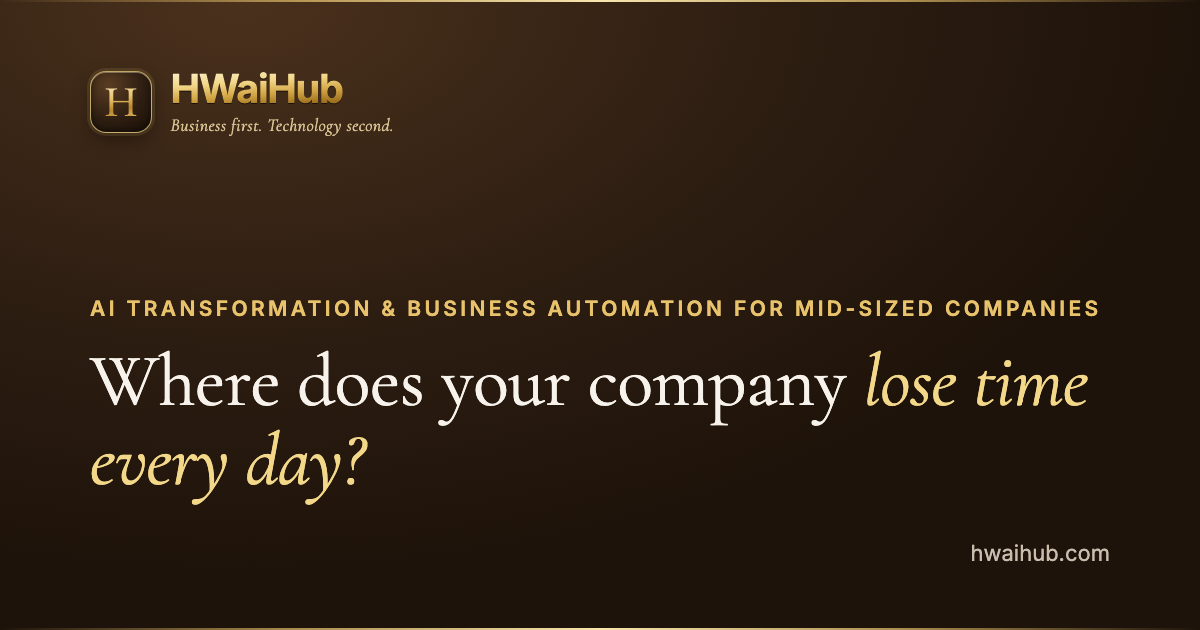 H
HWaiHub
Business first. Technology second.
AI TRANSFORMATION & BUSINESS AUTOMATION FOR MID-SIZED COMPANIES
Where does your company lose time
every day?
hwaihub.com